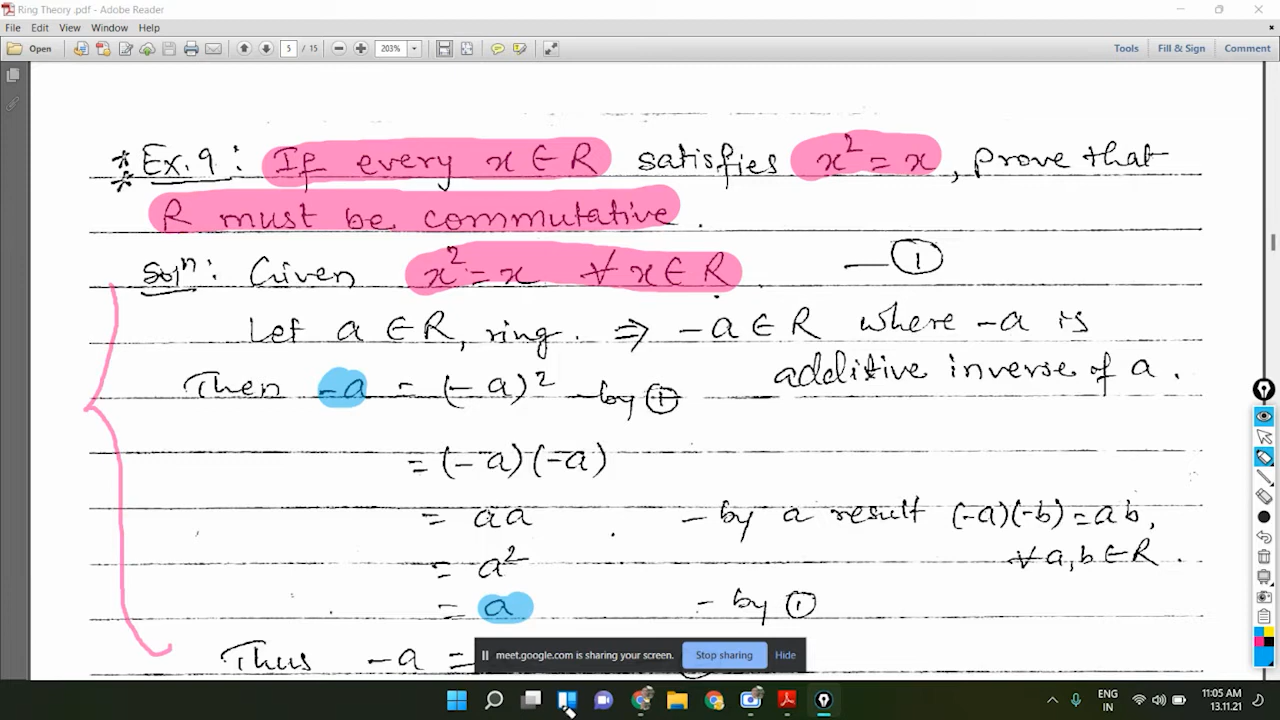 Ring Theory .pdf - Adobe Reader
File Edit View Window Help
Open 5 / 15 203% Tools Fill & Sign Comment
Ex. 9 : If every x ∈ R satisfies x² = x , prove that
R must be commutative .
Solⁿ : Given x² = x ∀ x ∈ R — ①
Let a ∈ R, ring . ⇒ -a ∈ R where -a is
additive inverse of a .
Then -a = (-a)² - by ①
= (-a)(-a)
= aa - by a result (-a)(-b) = ab,
∀ a, b ∈ R .
= a²
= a - by ①
Thus -a =
meet.google.com is sharing your screen. Stop sharing Hide
ENG
IN
11:05 AM
13.11.21